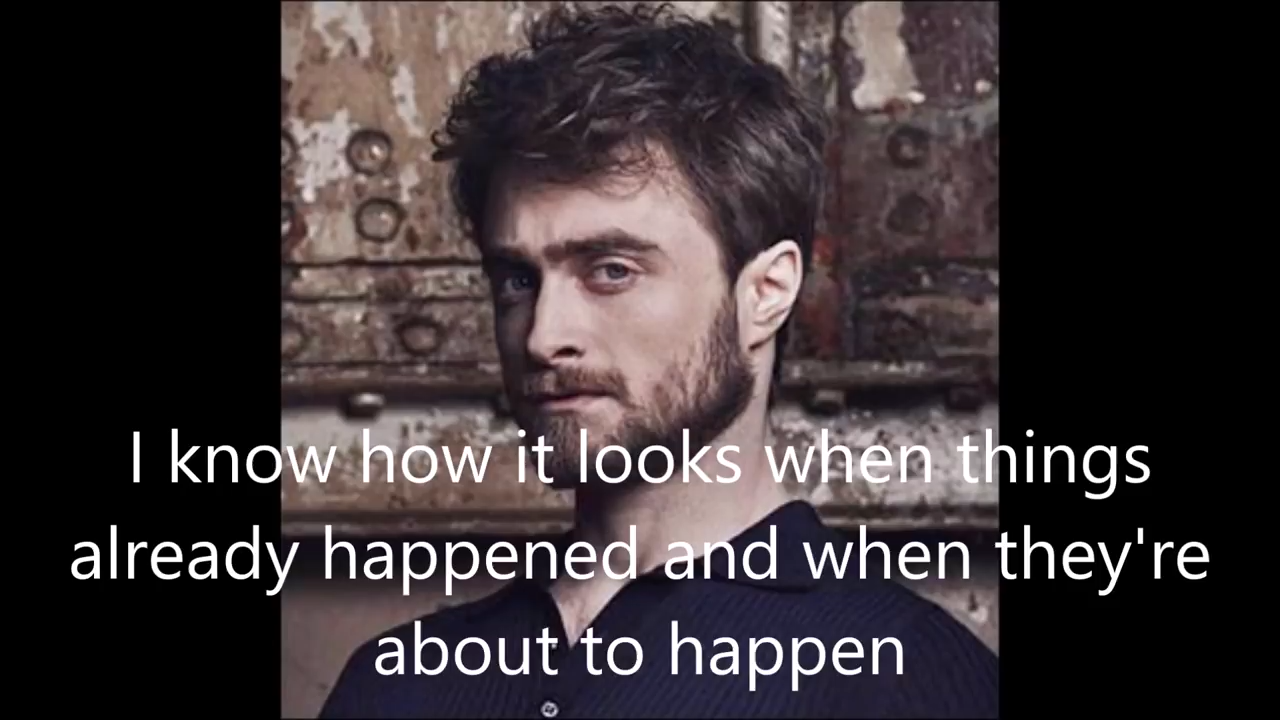 I know how it looks when things
already happened and when they're
about to happen